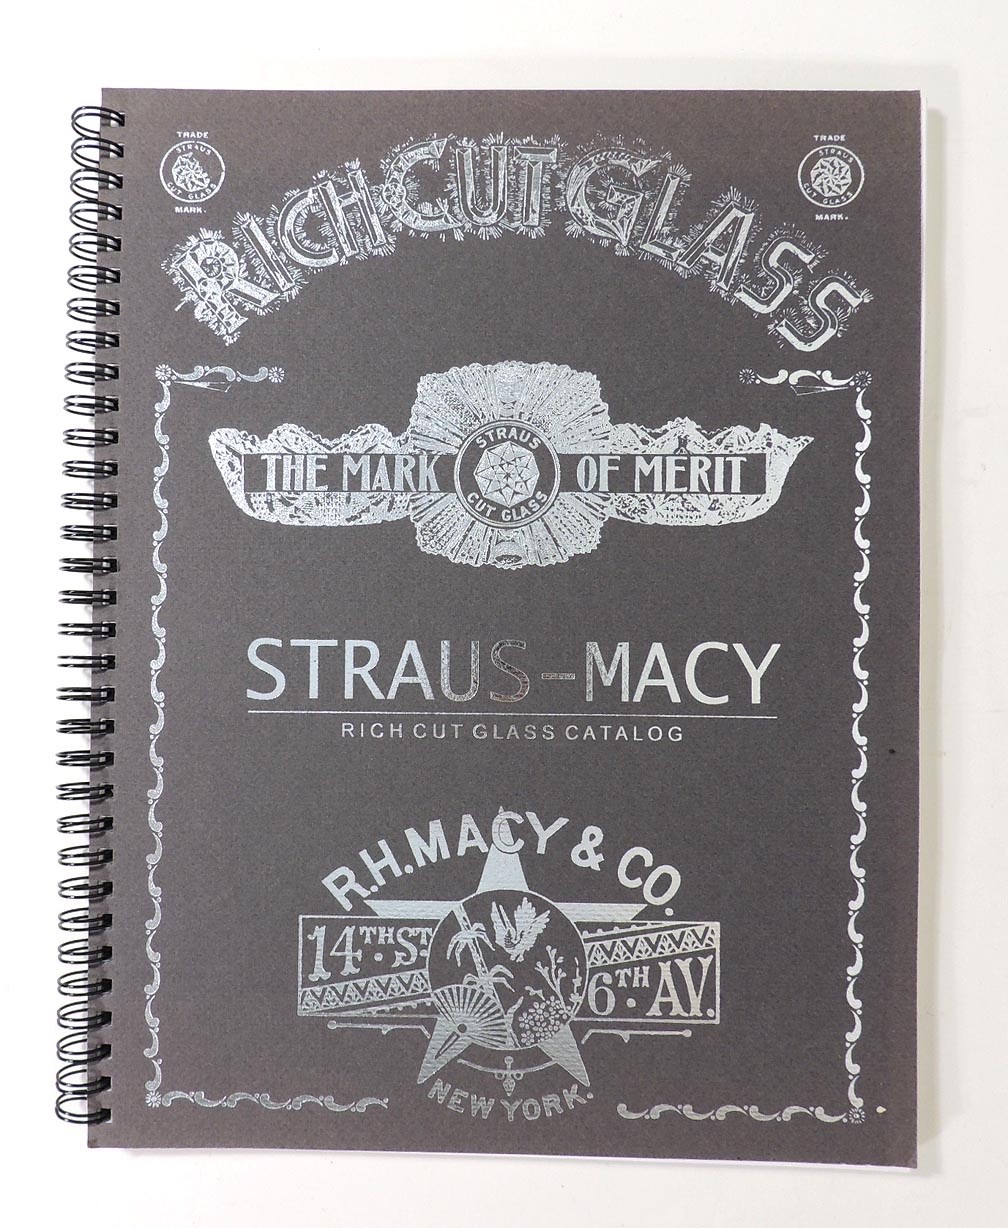 TRADE
STRAUS
CUT GLASS
MARK.
TRADE
STRAUS
CUT GLASS
MARK.
RICH CUT GLASS
THE MARK OF MERIT
STRAUS
CUT GLASS
STRAUS-MACY
RICH CUT GLASS CATALOG
R.H.MACY & CO.
14TH.ST.
6TH.AV.
NEW YORK.